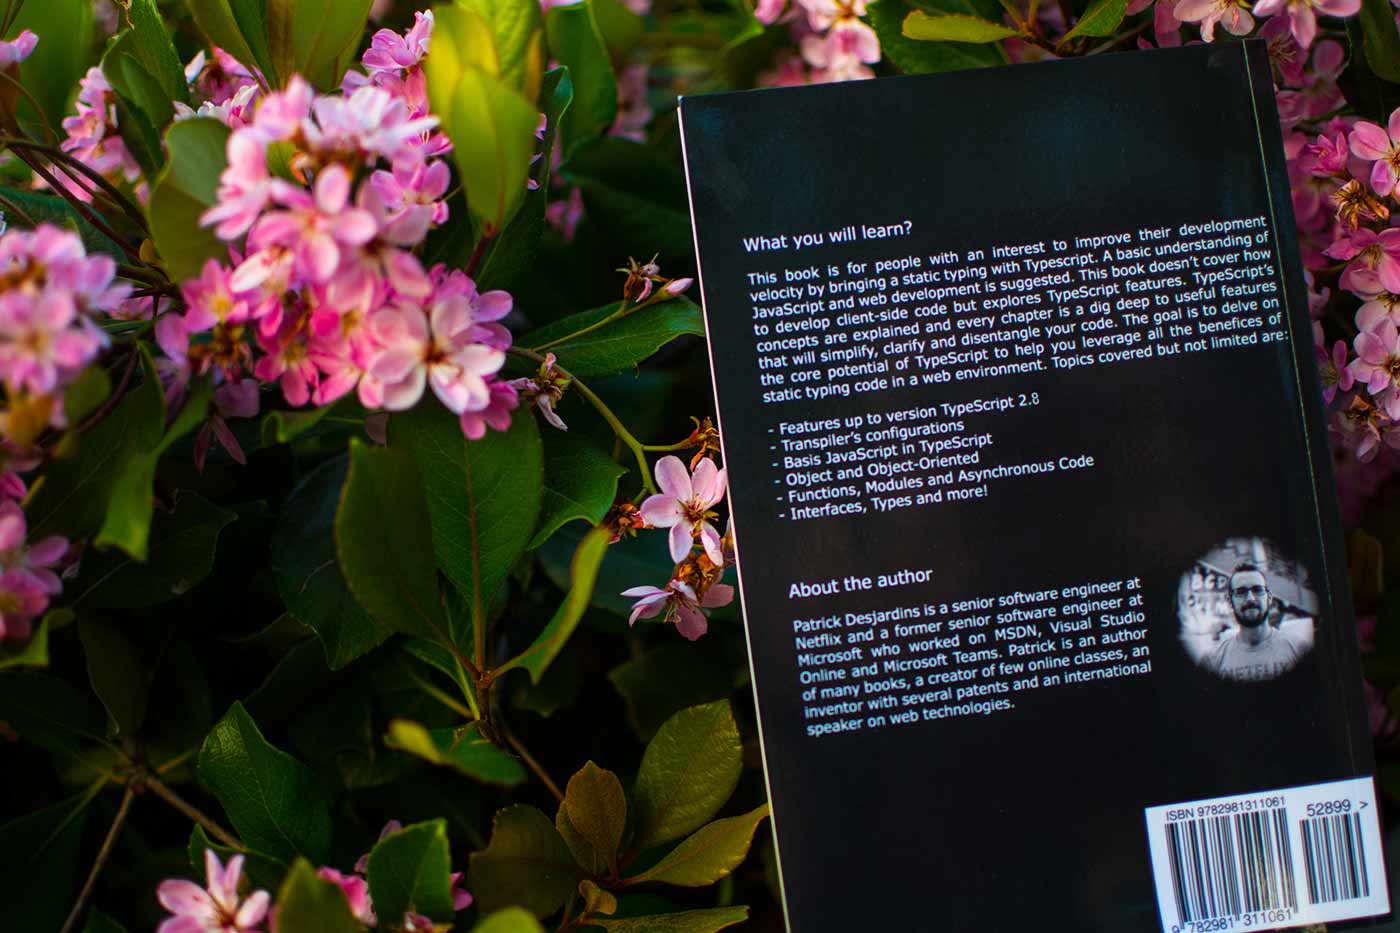 What you will learn?
This book is for people with an interest to improve their development
velocity by bringing a static typing with Typescript. A basic understanding of
JavaScript and web development is suggested. This book doesn't cover how
to develop client-side code but explores TypeScript features. TypeScript's
concepts are explained and every chapter is a dig deep to useful features
that will simplify, clarify and disentangle your code. The goal is to delve on
the core potential of TypeScript to help you leverage all the benefices of
static typing code in a web environment. Topics covered but not limited are:
- Features up to version TypeScript 2.8
- Transpiler's configurations
- Basis JavaScript in TypeScript
- Object and Object-Oriented
- Functions, Modules and Asynchronous Code
- Interfaces, Types and more!
About the author
Patrick Desjardins is a senior software engineer at
Netflix and a former senior software engineer at
Microsoft who worked on MSDN, Visual Studio
Online and Microsoft Teams. Patrick is an author
of many books, a creator of few online classes, an
inventor with several patents and an international
speaker on web technologies.
NETFLIX
ISBN 9782981311061
52899 >
9 782981 311061